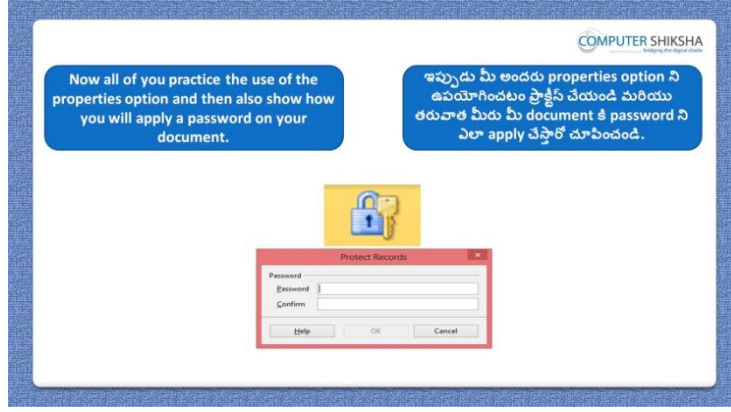 COMPUTER SHIKSHA
bridging the digital divide
Now all of you practice the use of the
properties option and then also show how
you will apply a password on your
document.
ఇప్పుడు మీ అందరు properties option ని
ఉపయోగించటం ప్రాక్టీస్ చేయండి మరియు
తరువాత మీరు మీ document కి password ని
ఎలా apply చేస్తారో చూపించండి.
Protect Records
Password
Password
Confirm
Help OK Cancel